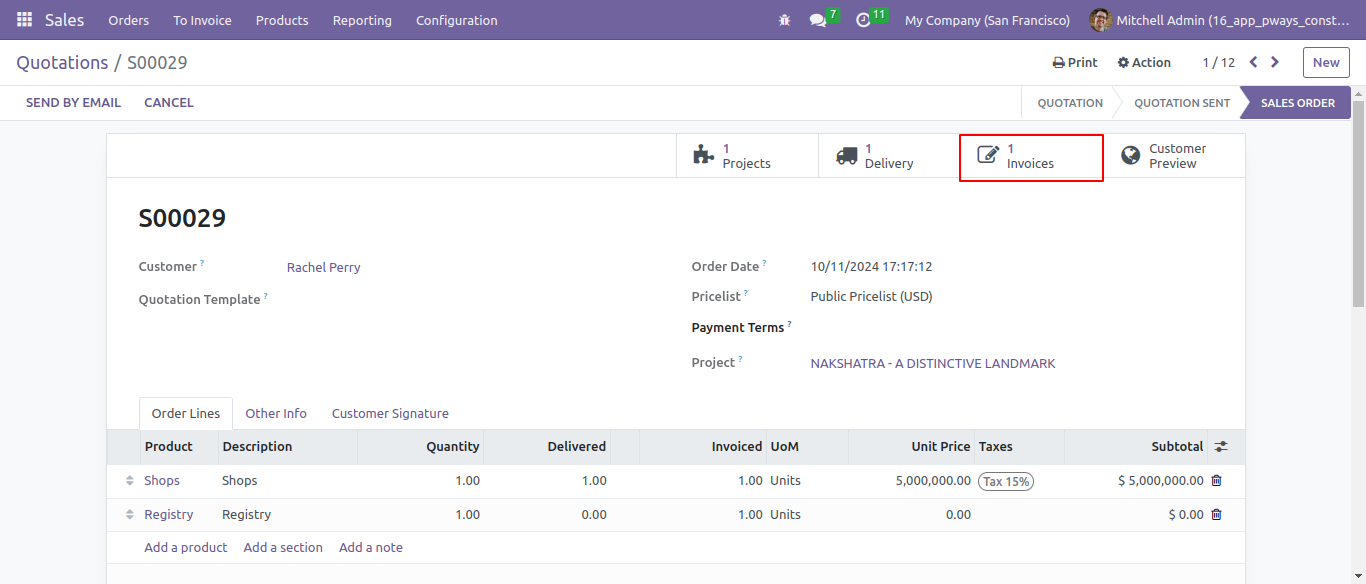 Sales Orders To Invoice Products Reporting Configuration 7 11 My Company (San Francisco) Mitchell Admin (16_app_pways_const...
Quotations / S00029 Print Action 1 / 12 New
SEND BY EMAIL CANCEL QUOTATION QUOTATION SENT SALES ORDER
1 Projects
1 Delivery
1 Invoices
Customer Preview
S00029
Customer ? Rachel Perry
Quotation Template ?
Order Date ? 10/11/2024 17:17:12
Pricelist ? Public Pricelist (USD)
Payment Terms ?
Project ? NAKSHATRA - A DISTINCTIVE LANDMARK
Order Lines Other Info Customer Signature
Product Description Quantity Delivered Invoiced UoM Unit Price Taxes Subtotal
Shops Shops 1.00 1.00 1.00 Units 5,000,000.00 Tax 15% $ 5,000,000.00
Registry Registry 1.00 0.00 1.00 Units 0.00 $ 0.00
Add a product Add a section Add a note